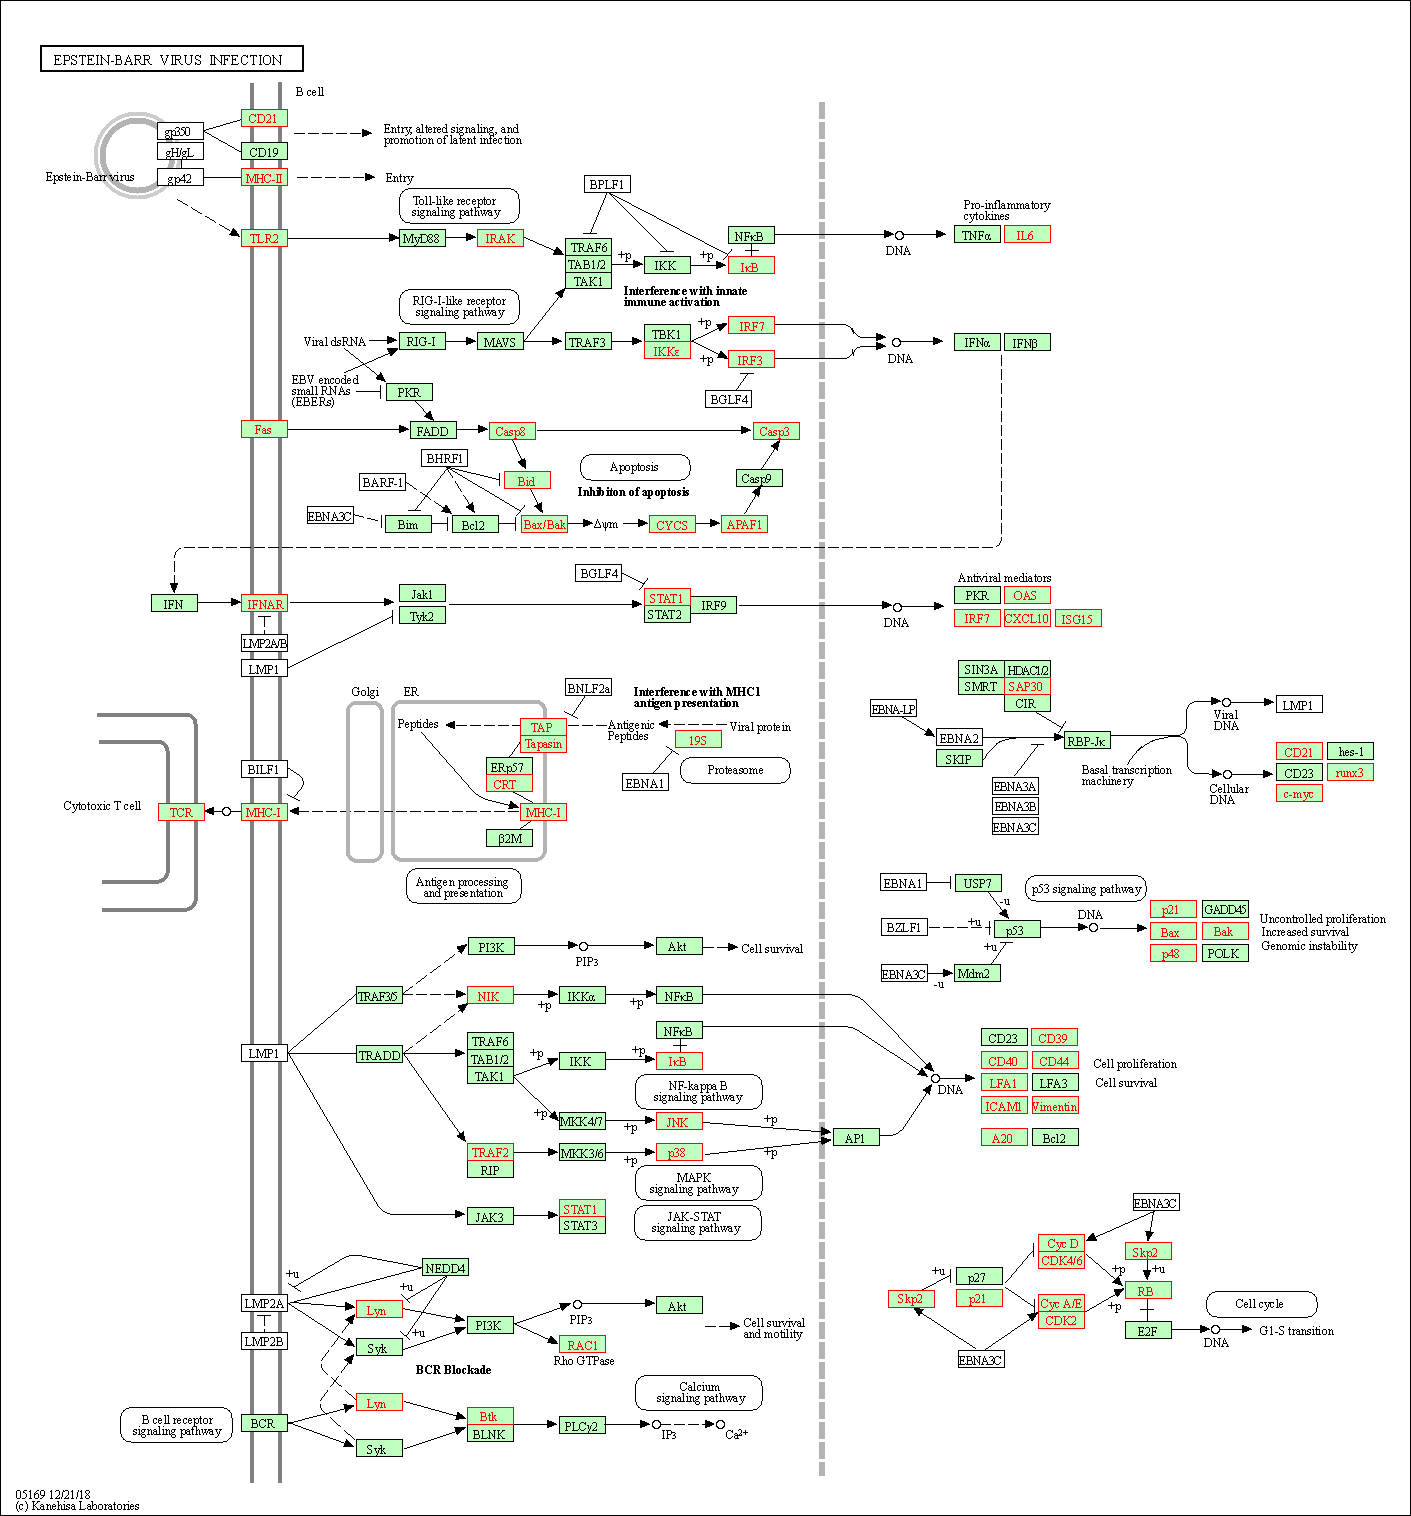 EPSTEIN-BARR VIRUS INFECTION
B cell
gp350
gH/gL
gp42
Epstein-Barr virus
CD21
CD19
MHC-II
Entry, altered signaling, and
promotion of latent infection
Entry
Toll-like receptor
signaling pathway
BPLF1
TLR2
MyD88
IRAK
TRAF6
TAB1/2
TAK1
+p
IKK
+p
NFκB
IκB
DNA
Pro-inflammatory
cytokines
TNFα
IL6
Interference with innate
immune activation
RIG-I-like receptor
signaling pathway
Viral dsRNA
RIG-I
MAVS
TRAF3
TBK1
IKKε
+p
+p
IRF7
IRF3
BGLF4
DNA
IFNα
IFNβ
EBV encoded
small RNAs
(EBERs)
PKR
Fas
FADD
Casp8
Casp3
BHRF1
Apoptosis
Casp9
BARF-1
Bid
Inhibiton of apoptosis
EBNA3C
Bim
Bcl2
Bax/Bak
Δψm
CYCS
APAF1
IFN
IFNAR
LMP2A/B
LMP1
Jak1
Tyk2
BGLF4
STAT1
STAT2
IRF9
DNA
Antiviral mediators
PKR
OAS
IRF7
CXCL10
ISG15
Golgi
ER
BNLF2a
Interference with MHC1
antigen presentation
Peptides
TAP
Tapasin
Antigenic
Peptides
Viral protein
19S
EBNA1
Proteasome
ERp57
CRT
MHC-I
β2M
BILF1
Cytotoxic T cell
TCR
MHC-I
Antigen processing
and presentation
SIN3A
HDAC1/2
SMRT
SAP30
CIR
EBNA-LP
EBNA2
SKIP
RBP-Jκ
EBNA3A
EBNA3B
EBNA3C
Basal transcription
machinery
Viral
DNA
LMP1
Cellular
DNA
CD21
hes-1
CD23
runx3
c-myc
EBNA1
USP7
p53 signaling pathway
-u
BZLF1
+u
p53
+u
EBNA3C
-u
Mdm2
DNA
p21
GADD45
Bax
Bak
p48
POLK
Uncontrolled proliferation
Increased survival
Genomic instability
PI3K
PIP3
Akt
Cell survival
TRAF3/5
NIK
+p
IKKα
+p
NFκB
LMP1
TRADD
TRAF6
TAB1/2
TAK1
+p
IKK
+p
NFκB
IκB
NF-kappa B
signaling pathway
+p
MKK4/7
+p
JNK
+p
TRAF2
RIP
MKK3/6
+p
p38
+p
AP1
MAPK
signaling pathway
JAK3
STAT1
STAT3
JAK-STAT
signaling pathway
DNA
CD23
CD39
CD40
CD44
LFA1
LFA3
ICAM1
Vimentin
A20
Bcl2
Cell proliferation
Cell survival
EBNA3C
Cyc D
CDK4/6
Skp2
+u
+p
+u
p27
Skp2
p21
Cyc A/E
CDK2
+p
RB
E2F
EBNA3C
Cell cycle
DNA
G1-S transition
NEDD4
+u
+u
+u
LMP2A
LMP2B
Lyn
Syk
PI3K
PIP3
Akt
RAC1
Rho GTPase
Cell survival
and motility
BCR Blockade
B cell receptor
signaling pathway
BCR
Lyn
Syk
Btk
BLNK
PLCγ2
Calcium
signaling pathway
IP3
Ca2+
05169 12/21/18
(c) Kanehisa Laboratories